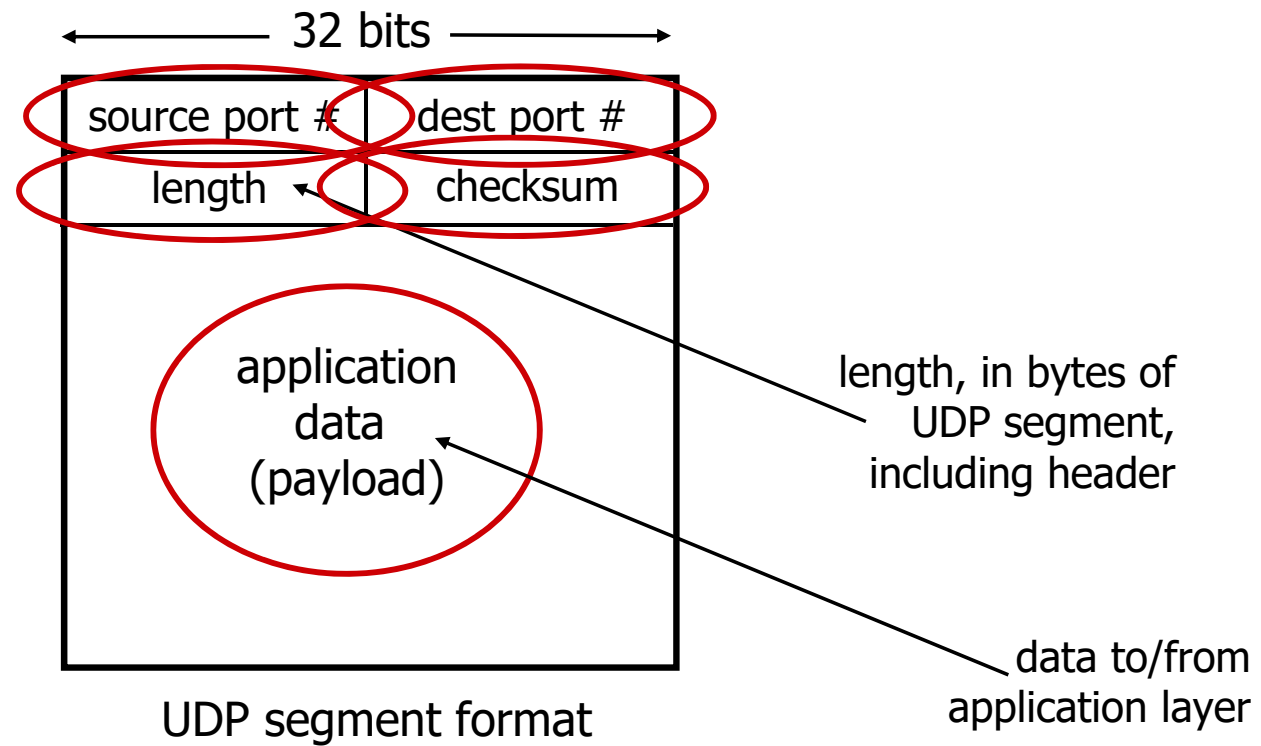 32 bits
source port #
dest port #
length
checksum
application
data
(payload)
length, in bytes of
UDP segment,
including header
data to/from
application layer
UDP segment format